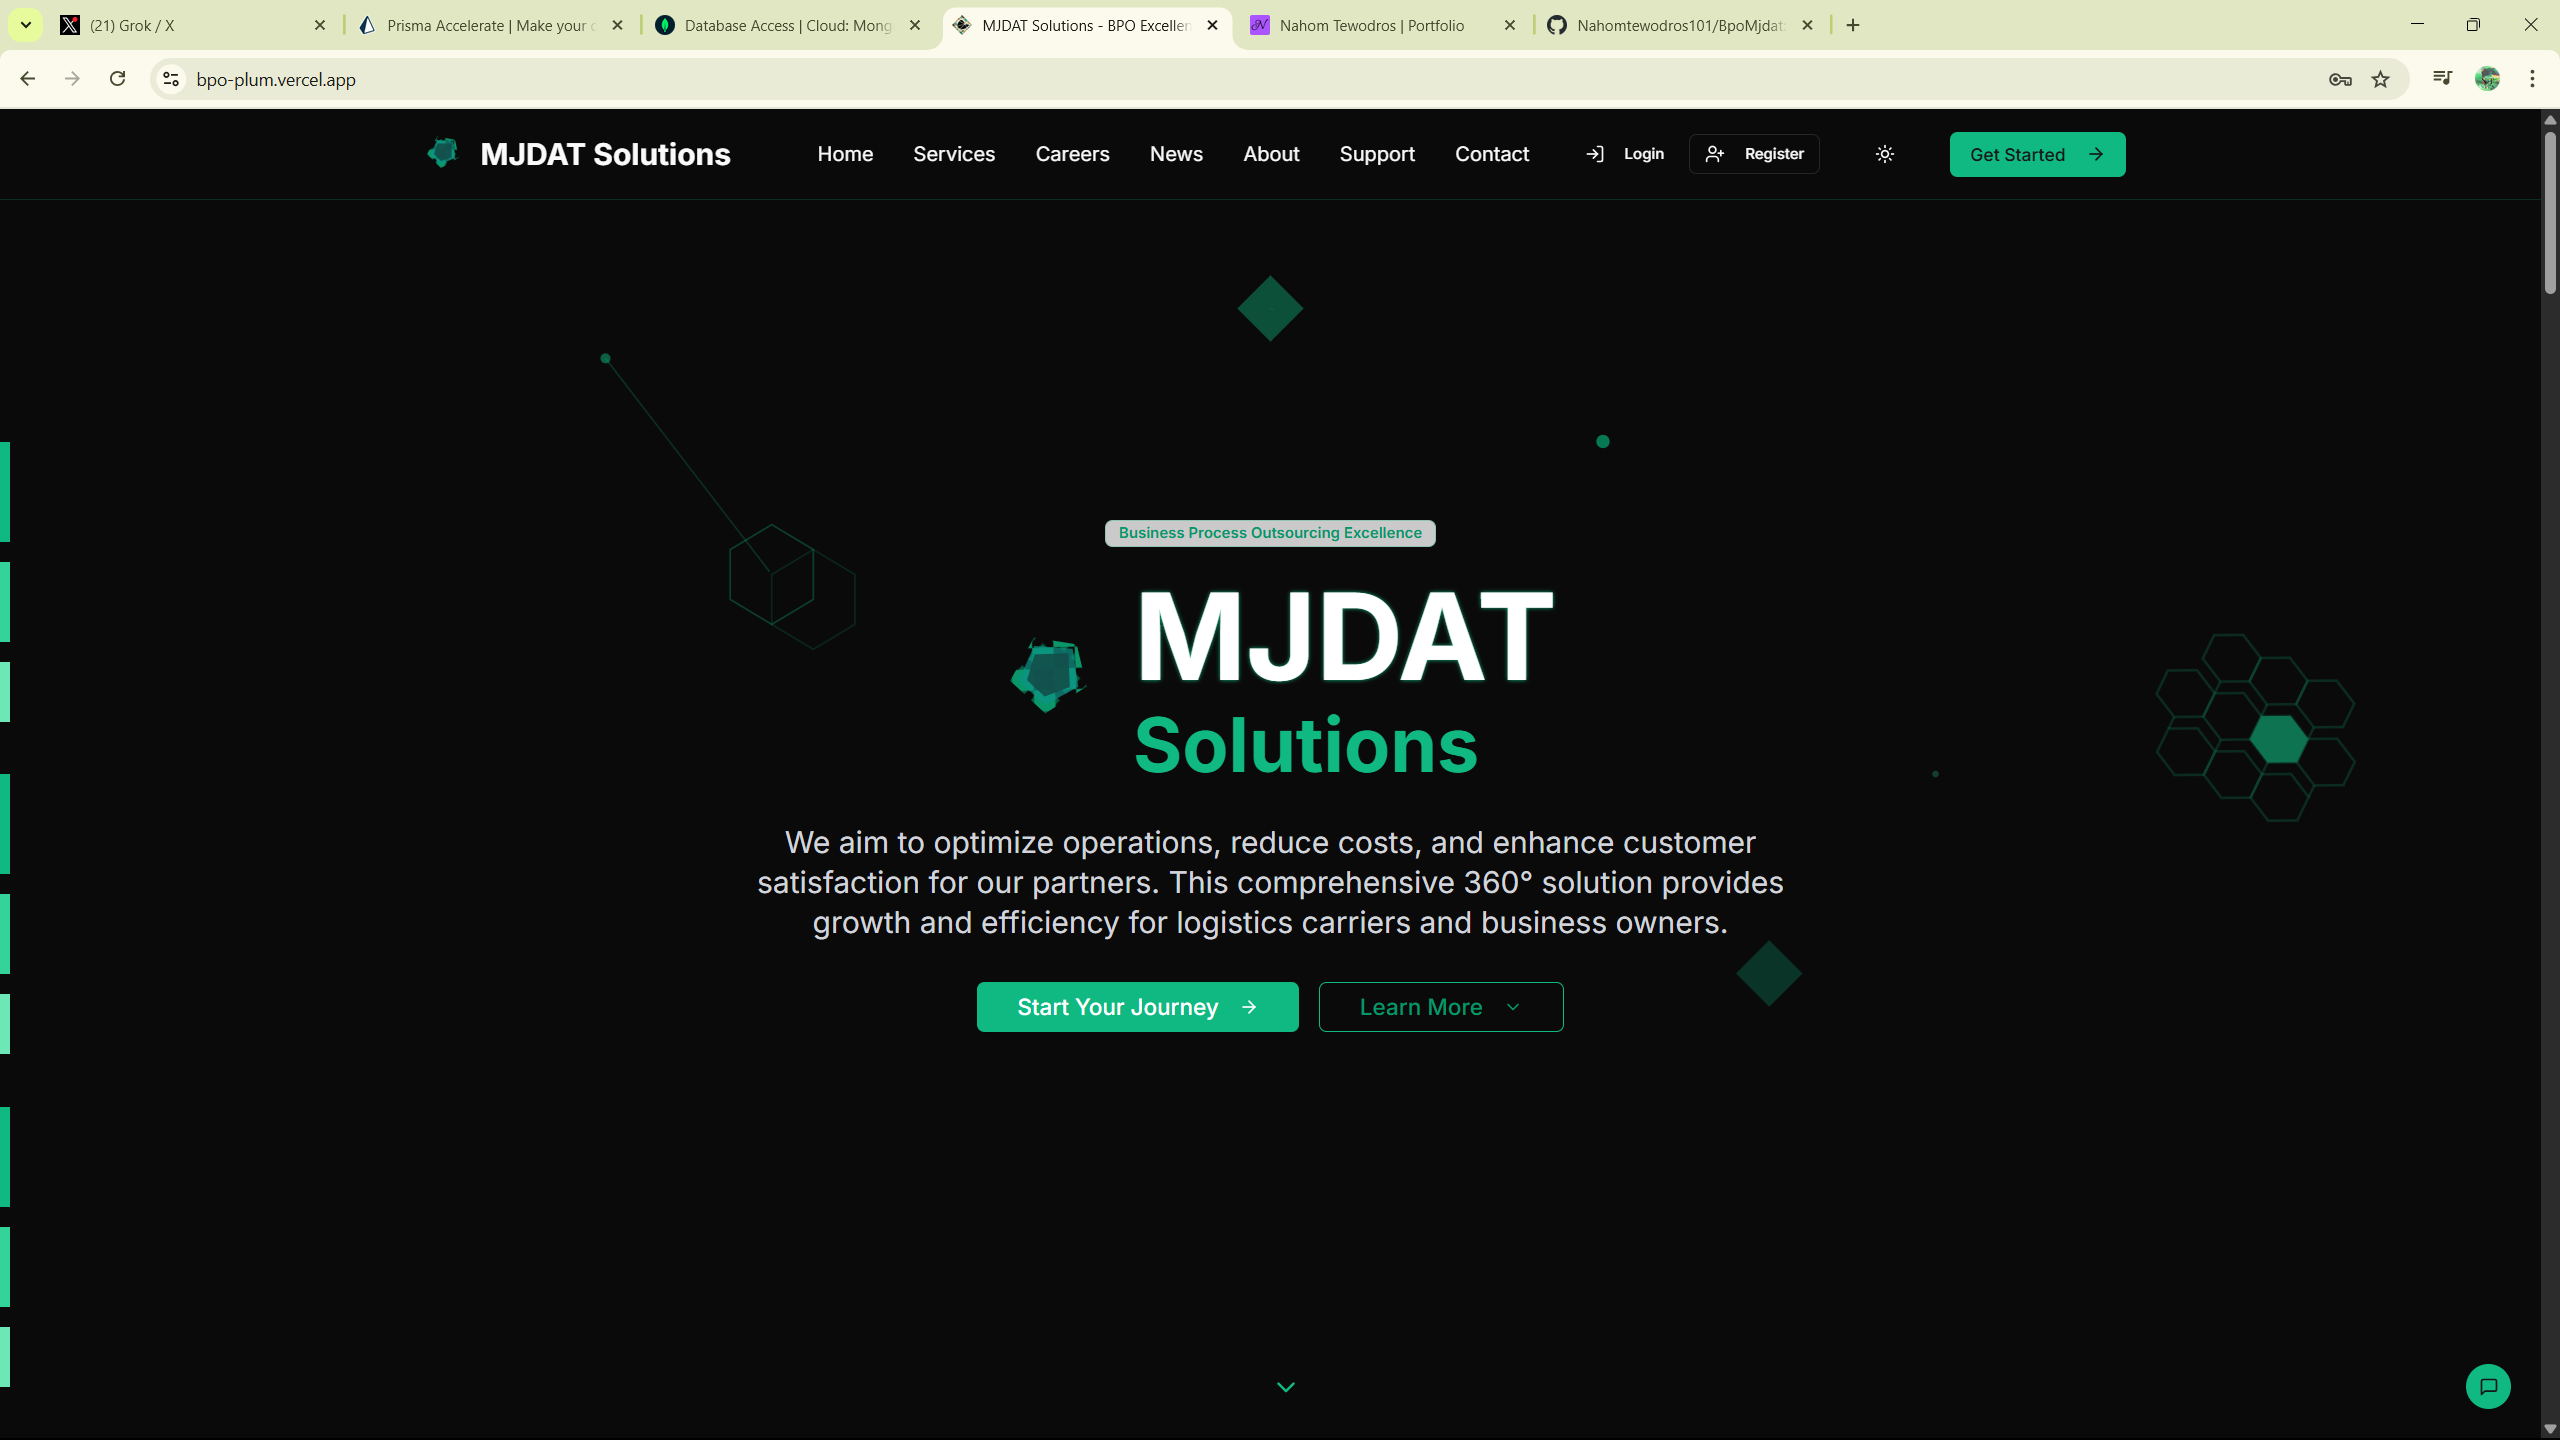 (21) Grok / X
Prisma Accelerate | Make your
Database Access | Cloud: Mong
MJDAT Solutions - BPO Excellen
Nahom Tewodros | Portfolio
Nahomtewodros101/BpoMjdat
bpo-plum.vercel.app
MJDAT Solutions
Home
Services
Careers
News
About
Support
Contact
Login
Register
Get Started
Business Process Outsourcing Excellence
MJDAT
Solutions
We aim to optimize operations, reduce costs, and enhance customer
satisfaction for our partners. This comprehensive 360° solution provides
growth and efficiency for logistics carriers and business owners.
Start Your Journey
Learn More